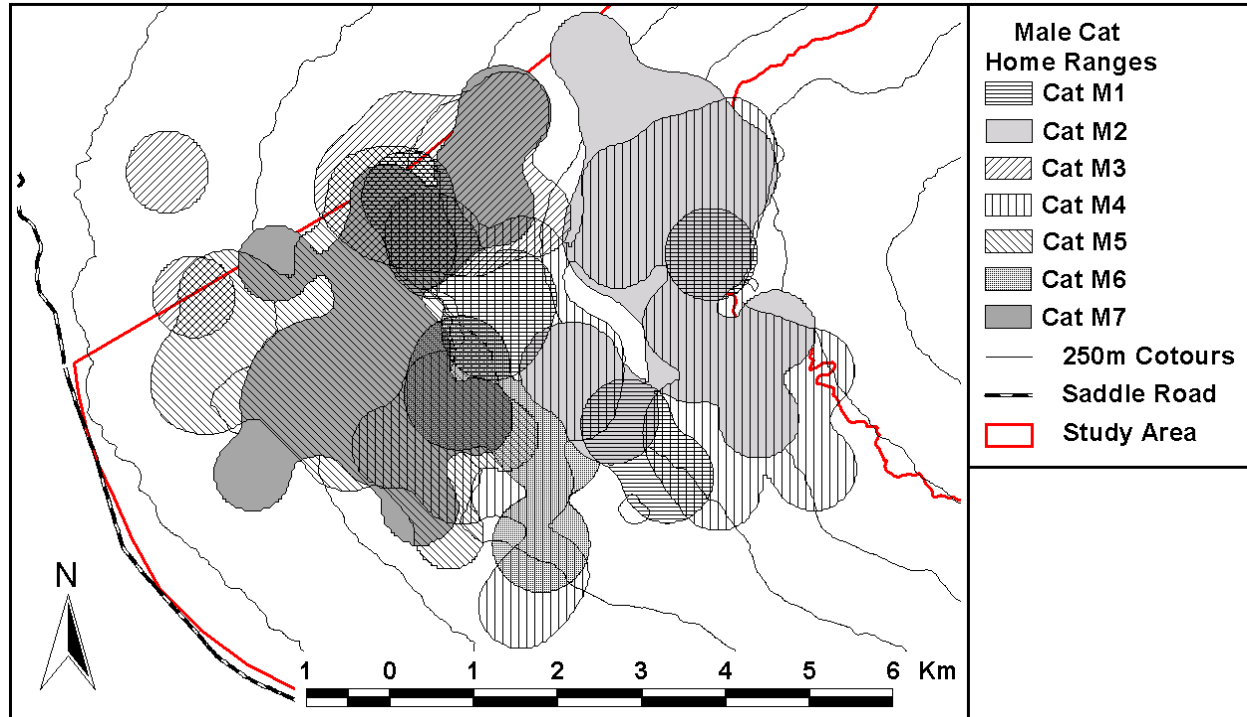 Male Cat
Home Ranges
Cat M1
Cat M2
Cat M3
Cat M4
Cat M5
Cat M6
Cat M7
250m Cotours
Saddle Road
Study Area
N
1 0 1 2 3 4 5 6 Km